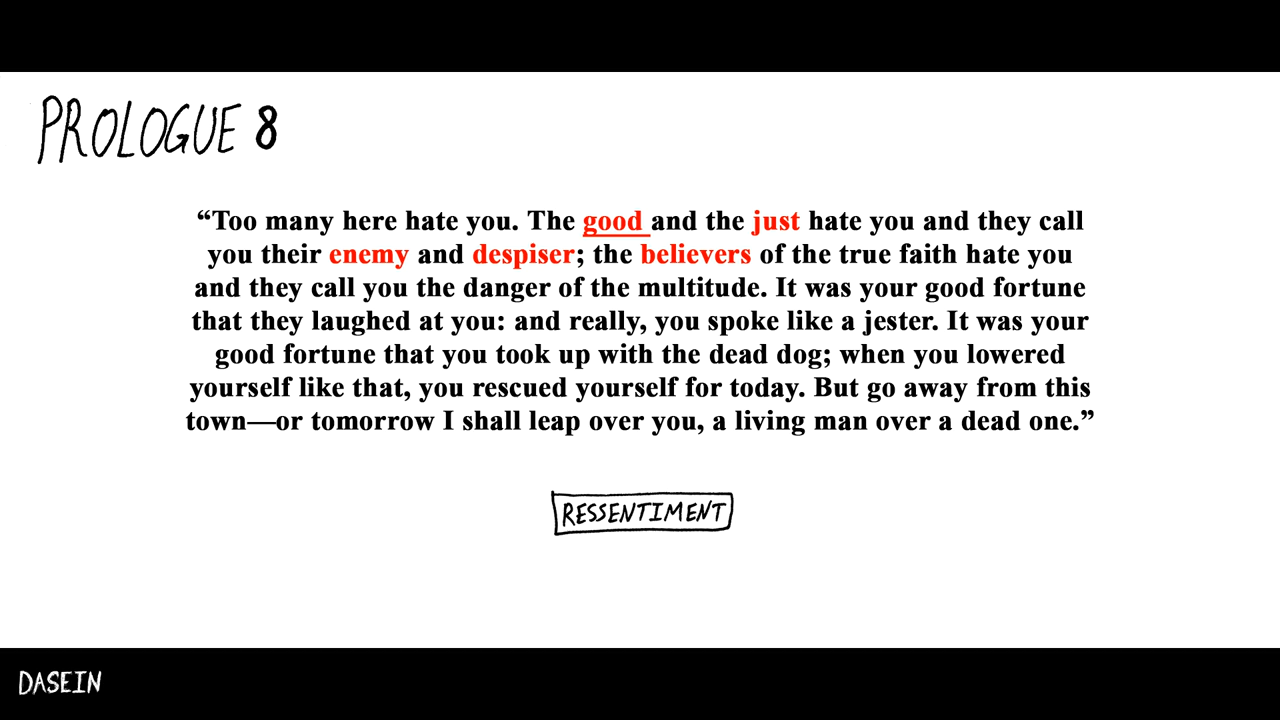 PROLOGUE 8
“Too many here hate you. The good and the just hate you and they call
you their enemy and despiser; the believers of the true faith hate you
and they call you the danger of the multitude. It was your good fortune
that they laughed at you: and really, you spoke like a jester. It was your
good fortune that you took up with the dead dog; when you lowered
yourself like that, you rescued yourself for today. But go away from this
town—or tomorrow I shall leap over you, a living man over a dead one.”
RESSENTIMENT
DASEIN